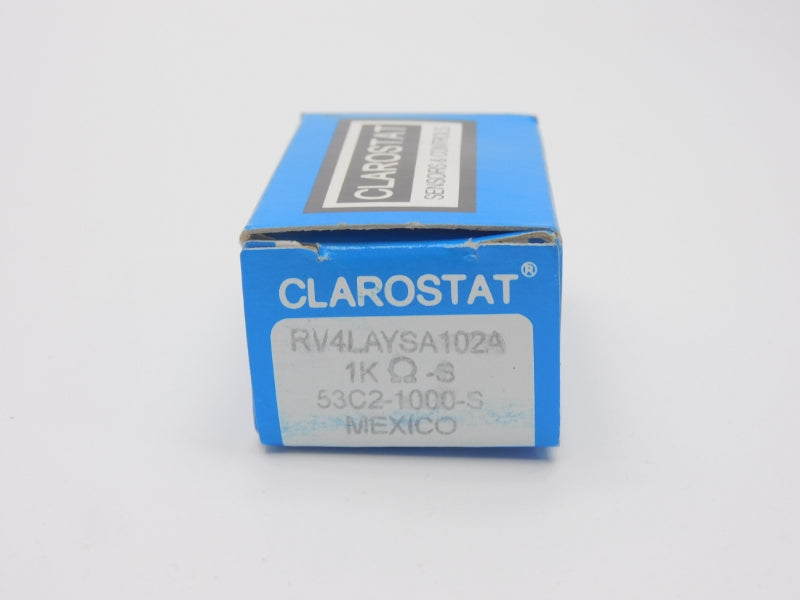 CLAROSTAT
SENSORS & CONTROLS
CLAROSTAT®
RV4LAYSA102A
1K Ω -S
53C2-1000-S
MEXICO